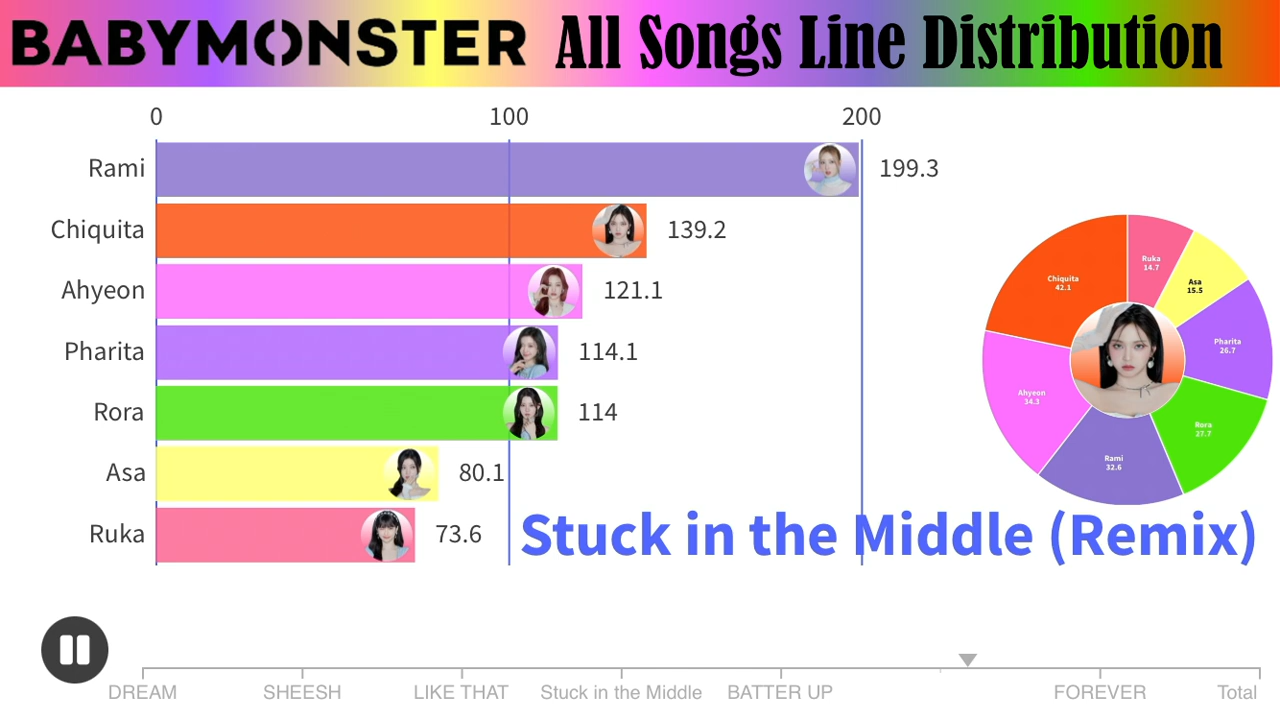 BABYMONSTER All Songs Line Distribution
0 100 200
Rami 199.3
Chiquita 139.2
Ahyeon 121.1
Pharita 114.1
Rora 114
Asa 80.1
Ruka 73.6
Ruka
14.7
Asa
15.5
Pharita
26.7
Rora
27.7
Rami
32.6
Ahyeon
34.3
Chiquita
42.1
Stuck in the Middle (Remix)
DREAM SHEESH LIKE THAT Stuck in the Middle BATTER UP FOREVER Total